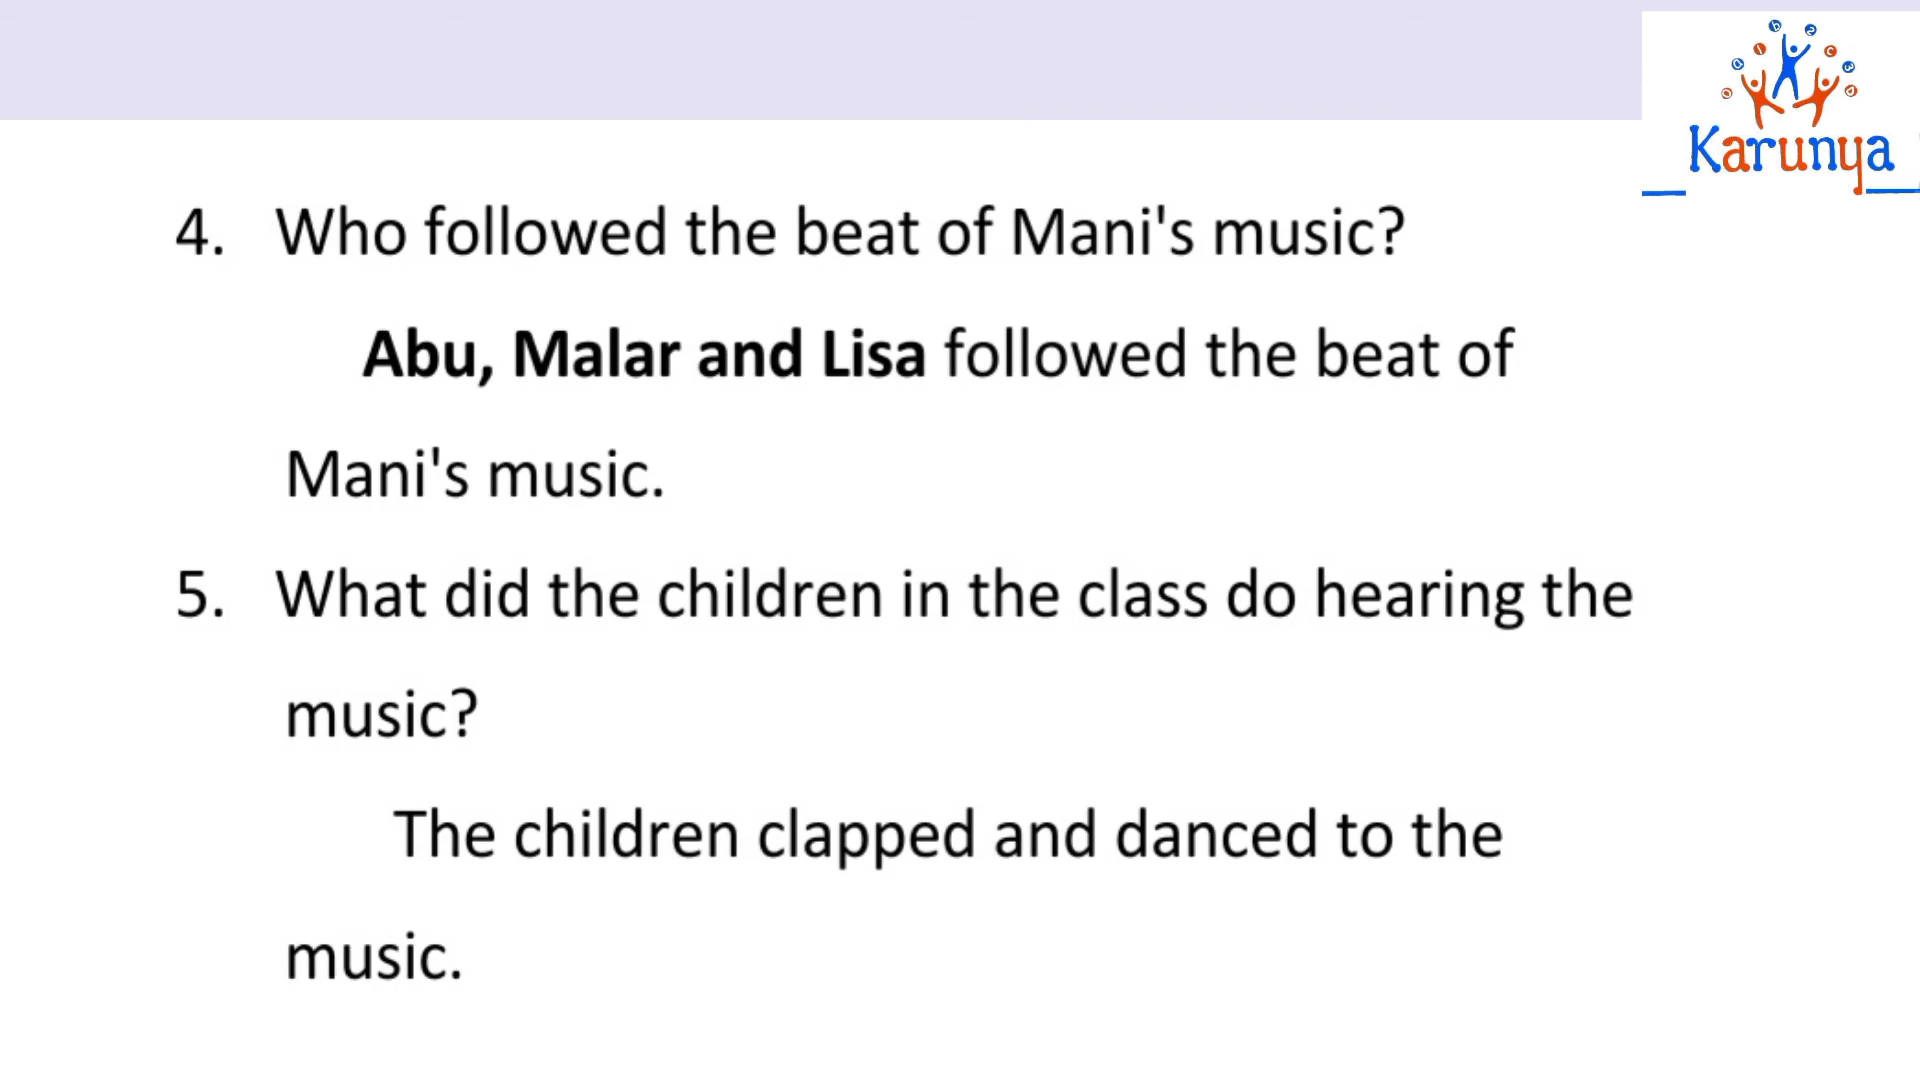 Karunya
4. Who followed the beat of Mani's music?
Abu, Malar and Lisa followed the beat of
Mani's music.
5. What did the children in the class do hearing the
music?
The children clapped and danced to the
music.